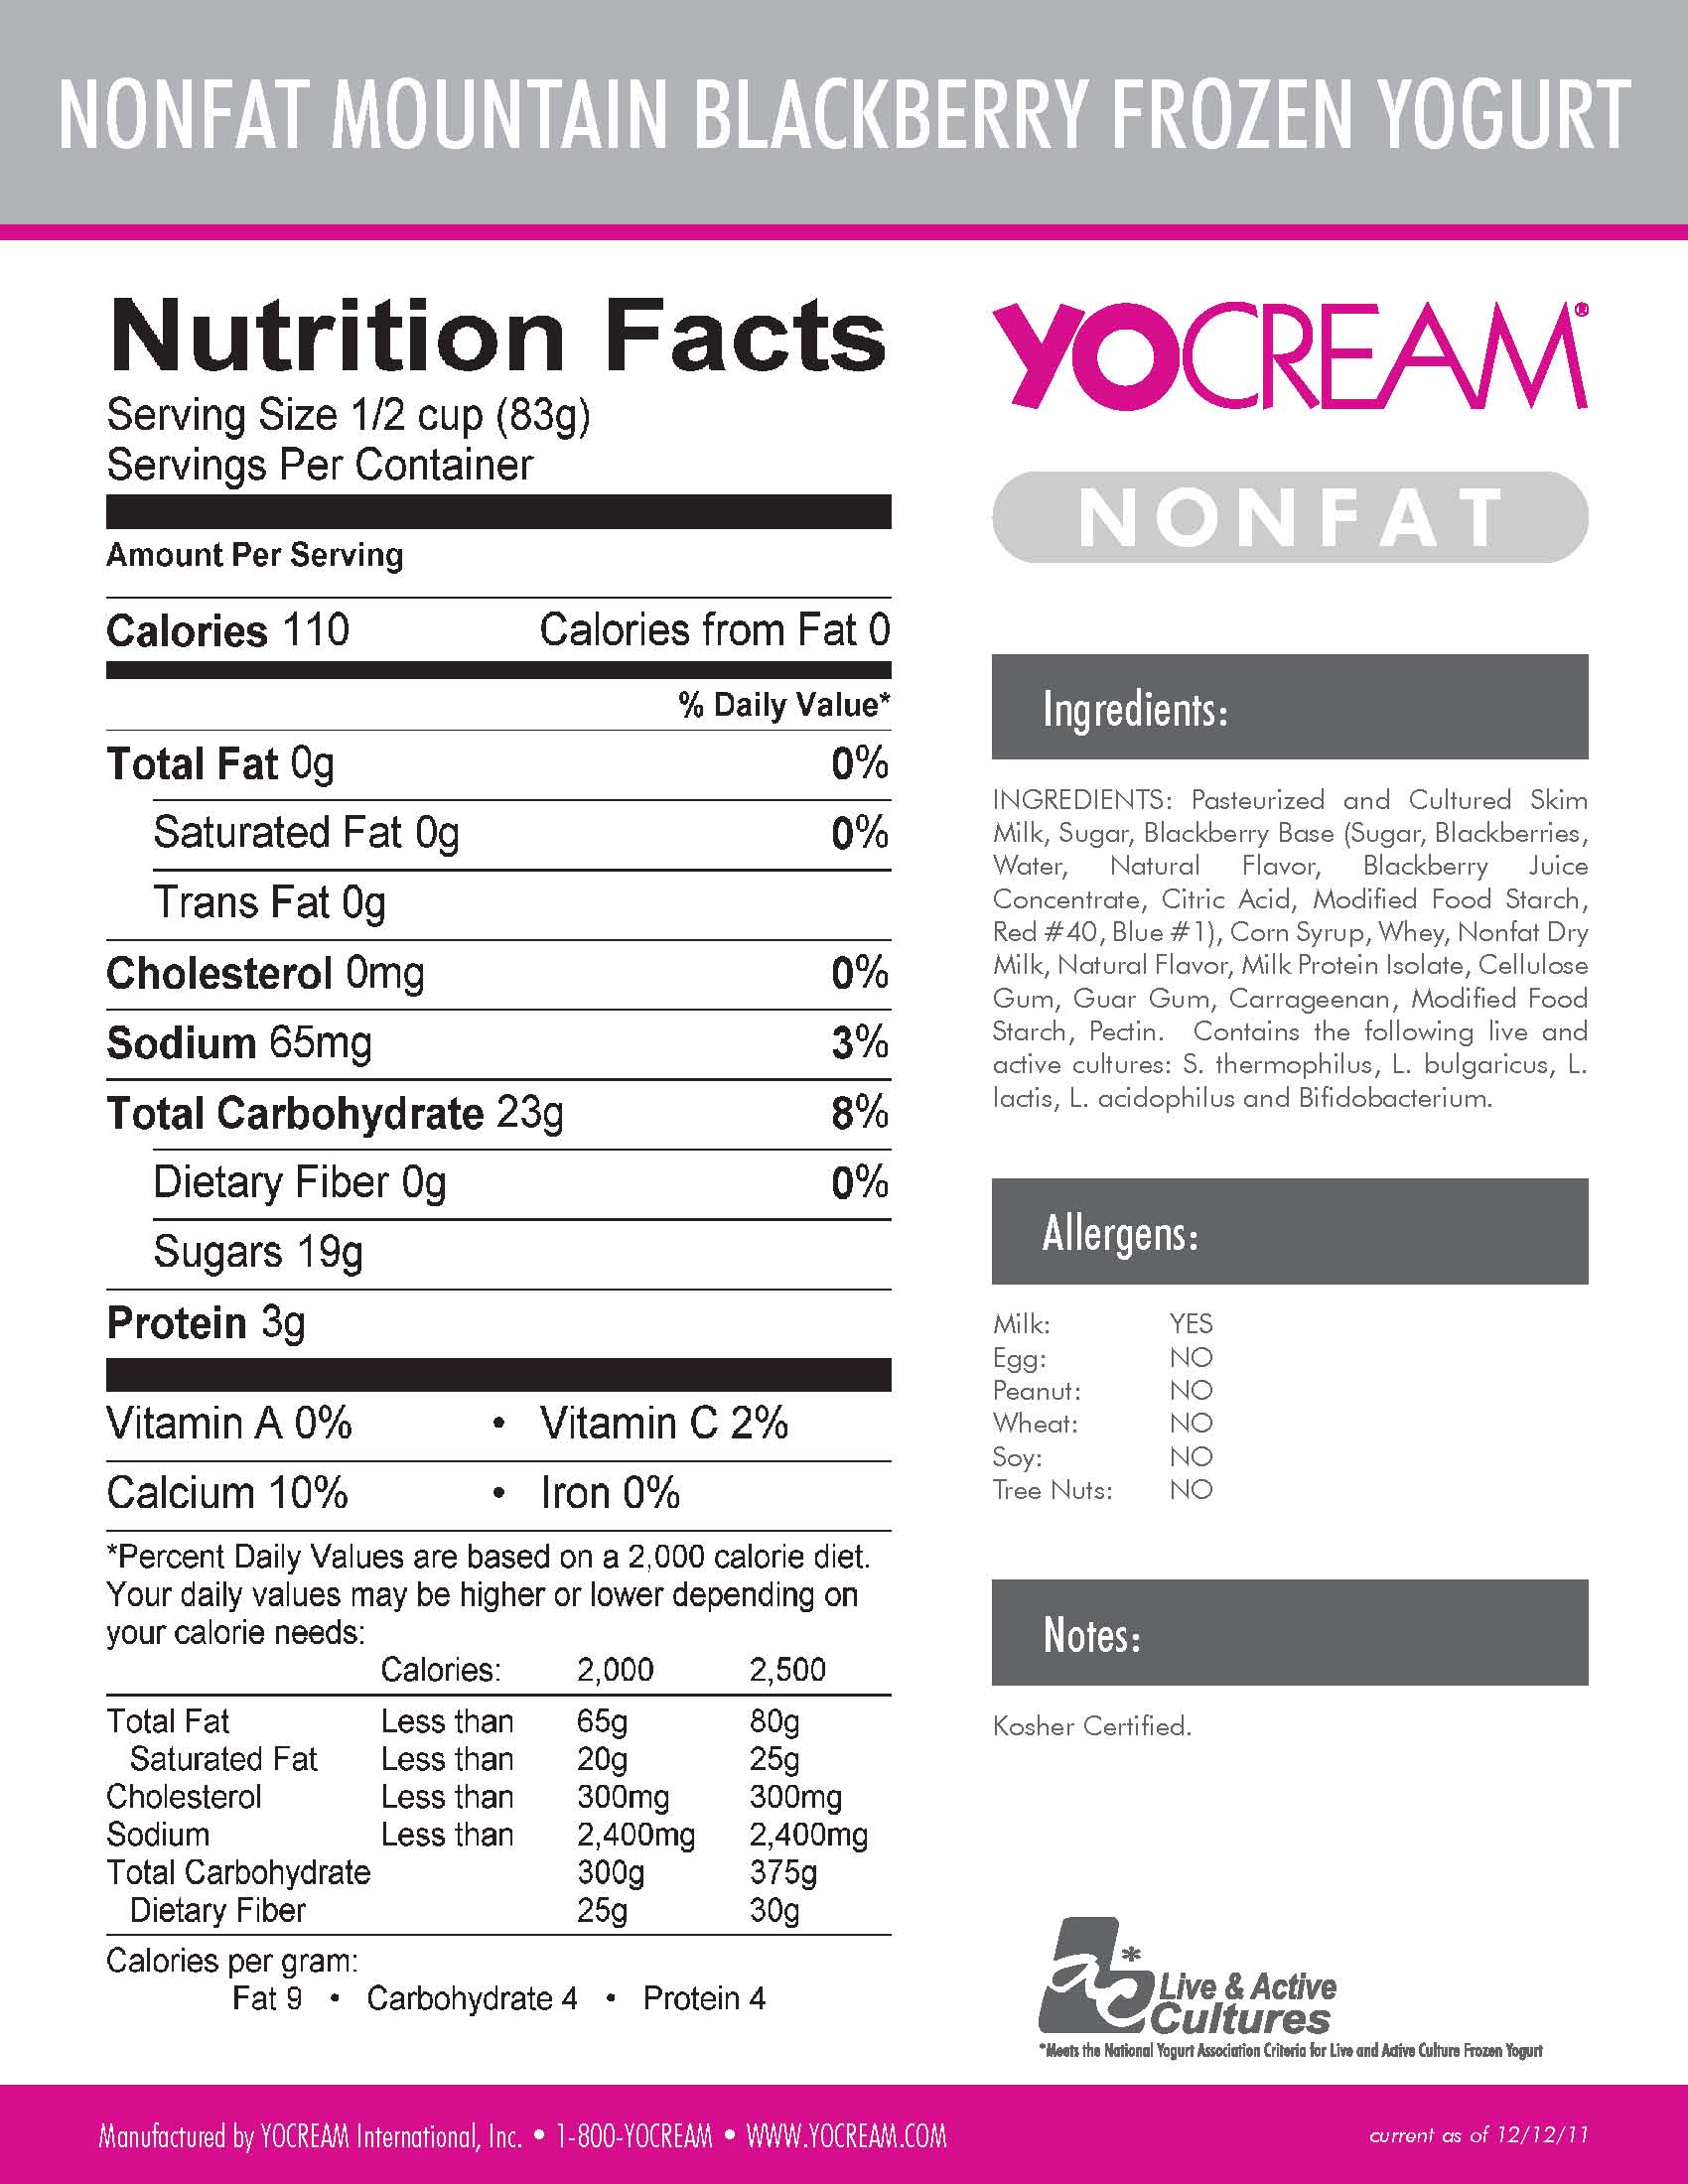 NONFAT MOUNTAIN BLACKBERRY FROZEN YOGURT
Nutrition Facts
Serving Size 1/2 cup (83g)
Servings Per Container
Amount Per Serving
Calories 110 Calories from Fat 0
% Daily Value*
Total Fat 0g 0%
Saturated Fat 0g 0%
Trans Fat 0g
Cholesterol 0mg 0%
Sodium 65mg 3%
Total Carbohydrate 23g 8%
Dietary Fiber 0g 0%
Sugars 19g
Protein 3g
Vitamin A 0% • Vitamin C 2%
Calcium 10% • Iron 0%
*Percent Daily Values are based on a 2,000 calorie diet.
Your daily values may be higher or lower depending on
your calorie needs:
Calories: 2,000 2,500
Total Fat Less than 65g 80g
Saturated Fat Less than 20g 25g
Cholesterol Less than 300mg 300mg
Sodium Less than 2,400mg 2,400mg
Total Carbohydrate 300g 375g
Dietary Fiber 25g 30g
Calories per gram:
Fat 9 • Carbohydrate 4 • Protein 4
YOCREAM®
NONFAT
Ingredients:
INGREDIENTS: Pasteurized and Cultured Skim
Milk, Sugar, Blackberry Base (Sugar, Blackberries,
Water, Natural Flavor, Blackberry Juice
Concentrate, Citric Acid, Modified Food Starch,
Red #40, Blue #1), Corn Syrup, Whey, Nonfat Dry
Milk, Natural Flavor, Milk Protein Isolate, Cellulose
Gum, Guar Gum, Carrageenan, Modified Food
Starch, Pectin. Contains the following live and
active cultures: S. thermophilus, L. bulgaricus, L.
lactis, L. acidophilus and Bifidobacterium.
Allergens:
Milk: YES
Egg: NO
Peanut: NO
Wheat: NO
Soy: NO
Tree Nuts: NO
Notes:
Kosher Certified.
*
Live & Active
Cultures
*Meets the National Yogurt Association Criteria for Live and Active Culture Frozen Yogurt
Manufactured by YOCREAM International, Inc. • 1-800-YOCREAM • WWW.YOCREAM.COM
current as of 12/12/11